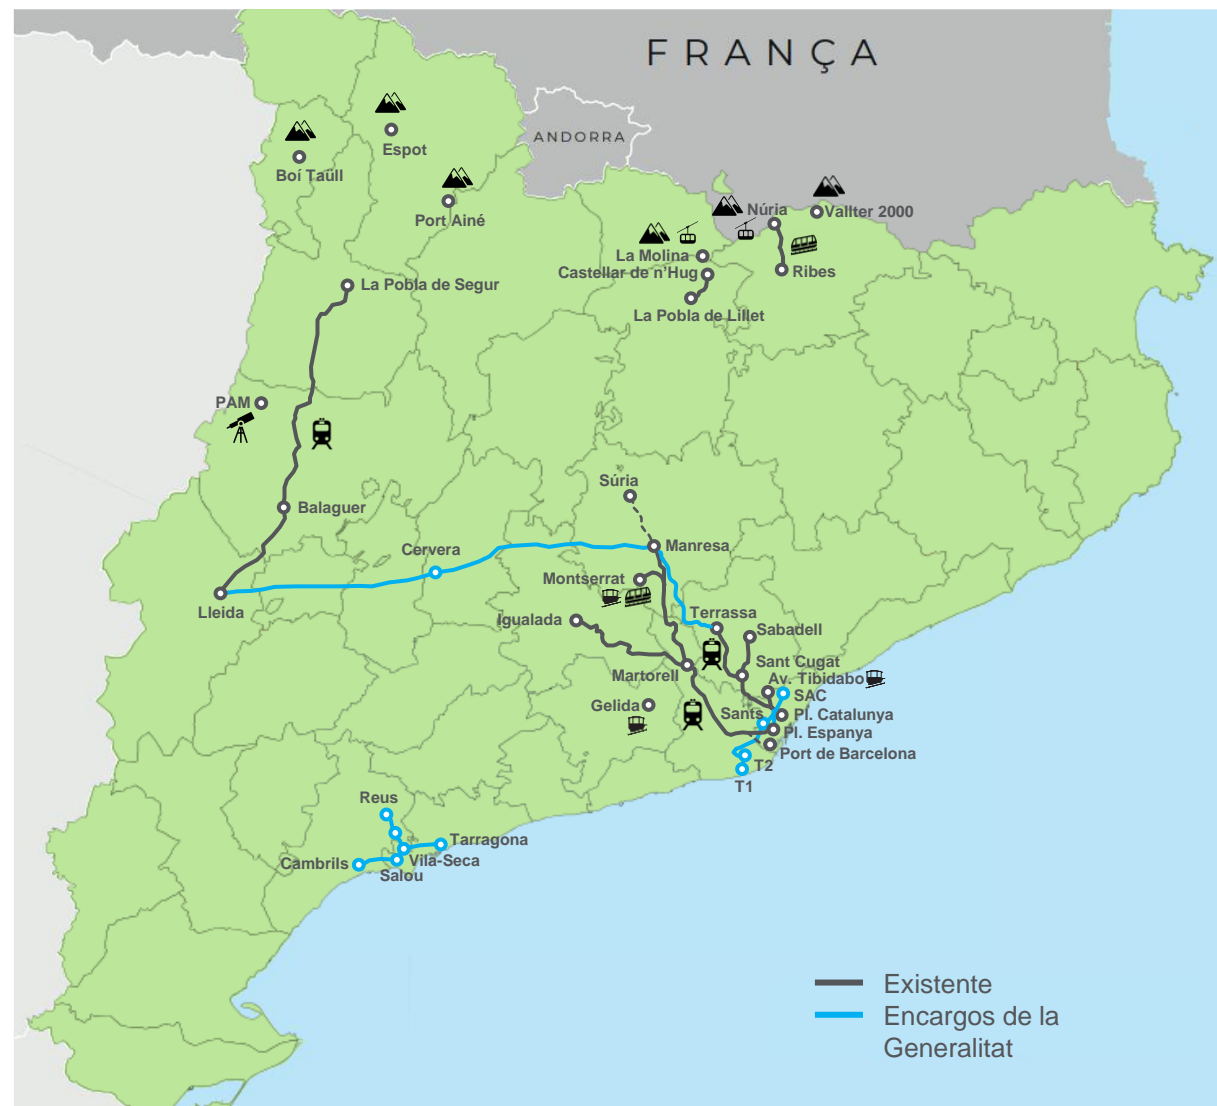 FRANÇA
ANDORRA
Espot
Boí Taüll
Port Ainé
Núria
Vallter 2000
La Molina
Castellar de n'Hug
Ribes
La Pobla de Segur
La Pobla de Lillet
PAM
Súria
Balaguer
Manresa
Cervera
Montserrat
Lleida
Igualada
Terrassa
Sabadell
Sant Cugat
Martorell
Av. Tibidabo
SAC
Gelida
Sants
Pl. Catalunya
Pl. Espanya
Port de Barcelona
T2
T1
Reus
Tarragona
Cambrils
Vila-Seca
Salou
Existente
Encargos de la
Generalitat